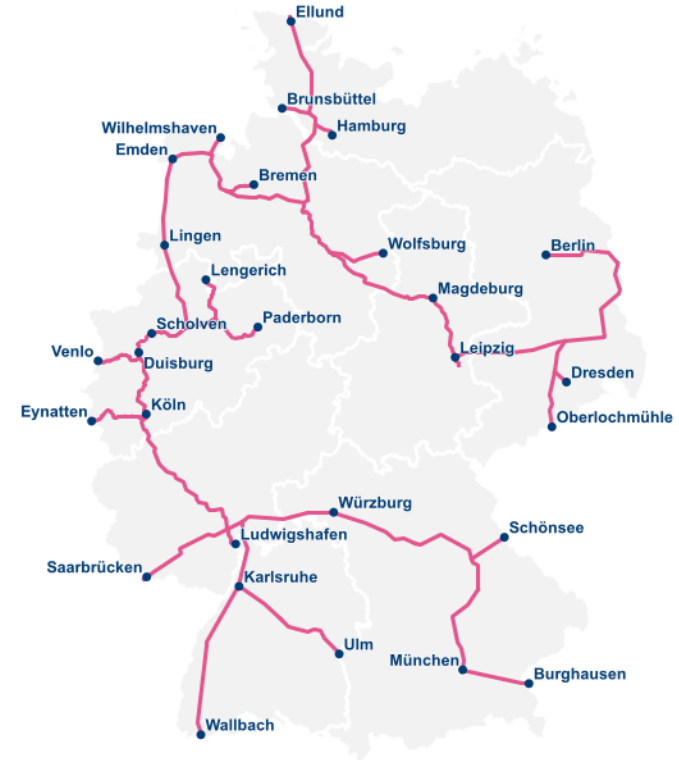 Ellund
Brunsbüttel
Wilhelmshaven
Hamburg
Emden
Bremen
Lingen
Wolfsburg
Berlin
Lengerich
Magdeburg
Paderborn
Scholven
Venlo
Duisburg
Leipzig
Dresden
Köln
Eynatten
Oberlochmühle
Würzburg
Schönsee
Ludwigshafen
Saarbrücken
Karlsruhe
Ulm
München
Burghausen
Wallbach